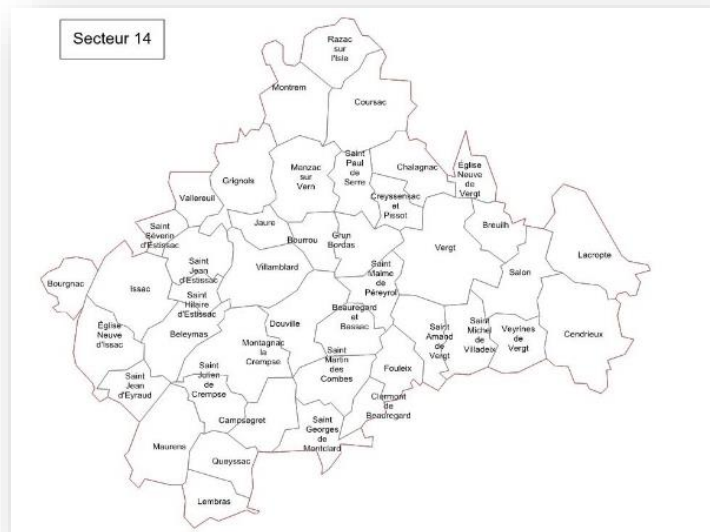 Secteur 14
Razac
sur
l'Isle
Montrem
Coursac
Grignols
Manzac
sur
Vern
Saint
Paul
de
Serre
Chalagnac
Église
Neuve
de
Vergt
Creyssensac
et
Pissot
Vallereuil
Saint
Séverin
d'Estissac
Jaure
Bourrou
Grun
Bordas
Vergt
Breuilh
Lacropte
Saint
Jean
d'Estissac
Villamblard
Saint
Maime
de
Péreyrol
Salon
Bourgnac
Issac
Saint
Hilaire
d'Estissac
Beauregard
et
Bassac
Église
Neuve
d'Issac
Beleymas
Douville
Saint
Amand
de
Vergt
Saint
Michel
de
Villadeix
Veyrines
de
Vergt
Cendrieux
Montagnac
la
Crempse
Saint
Martin
des
Combes
Fouleix
Saint
Jean
d'Eyraud
Saint
Julien
de
Crempse
Clermont
de
Beauregard
Campsegret
Saint
Georges
de
Montclard
Maurens
Queyssac
Lembras